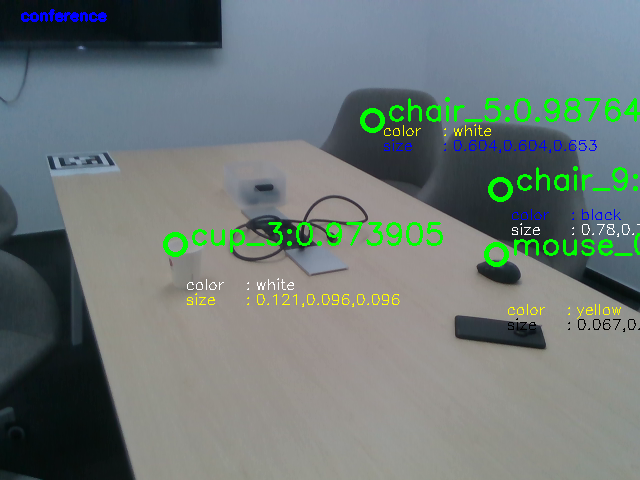 conference
chair_5:0.98764
color : white
size : 0.604,0.604,0.653
chair_9:
color : black
size : 0.78,0.7
cup_3:0.973905
mouse_0
color : white
size : 0.121,0.096,0.096
color : yellow
size : 0.067,0.0